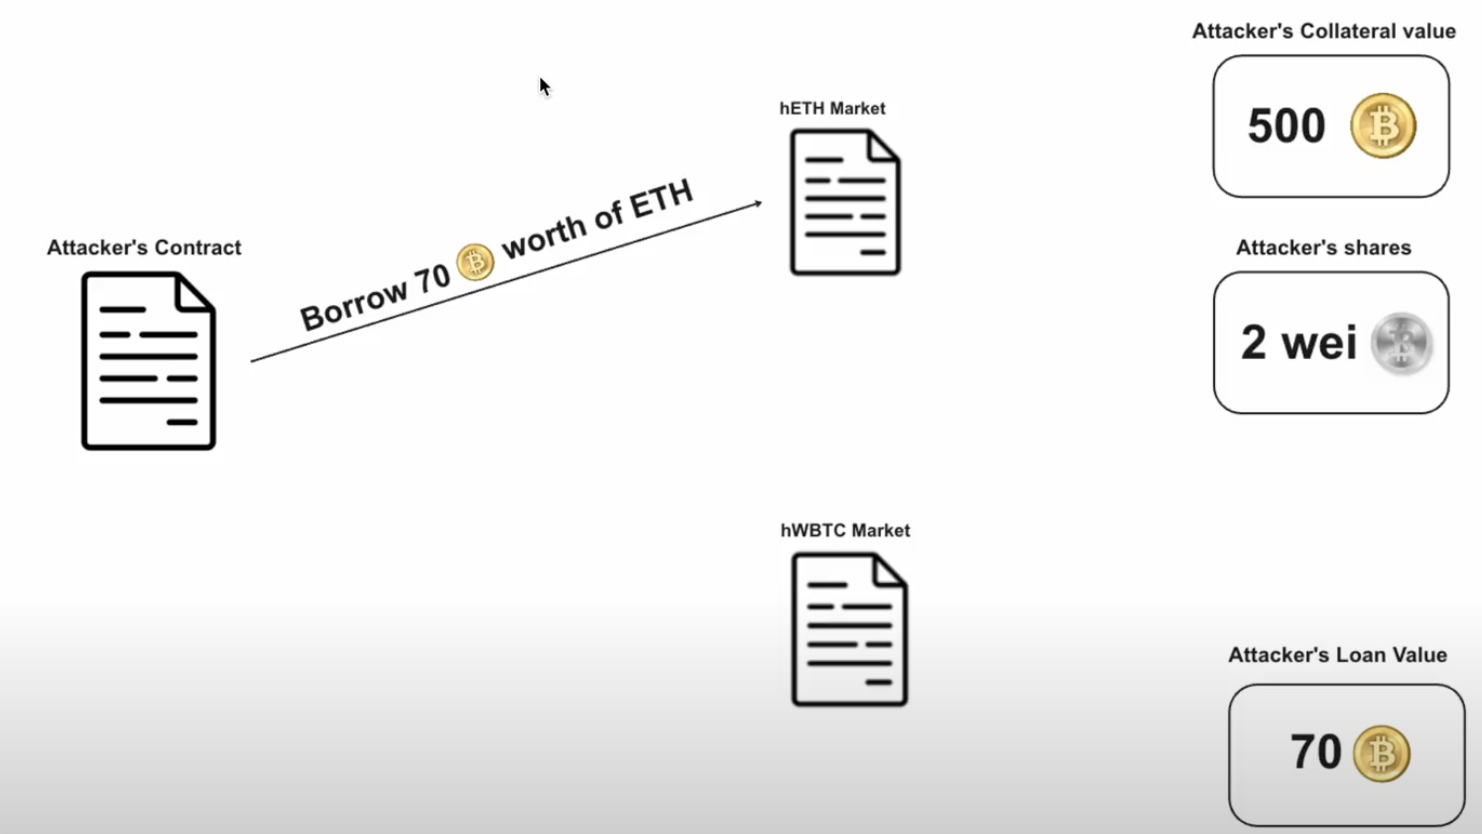 Attacker's Collateral value
500
hETH Market
Borrow 70 worth of ETH
Attacker's Contract
Attacker's shares
2 wei
hWBTC Market
Attacker's Loan Value
70